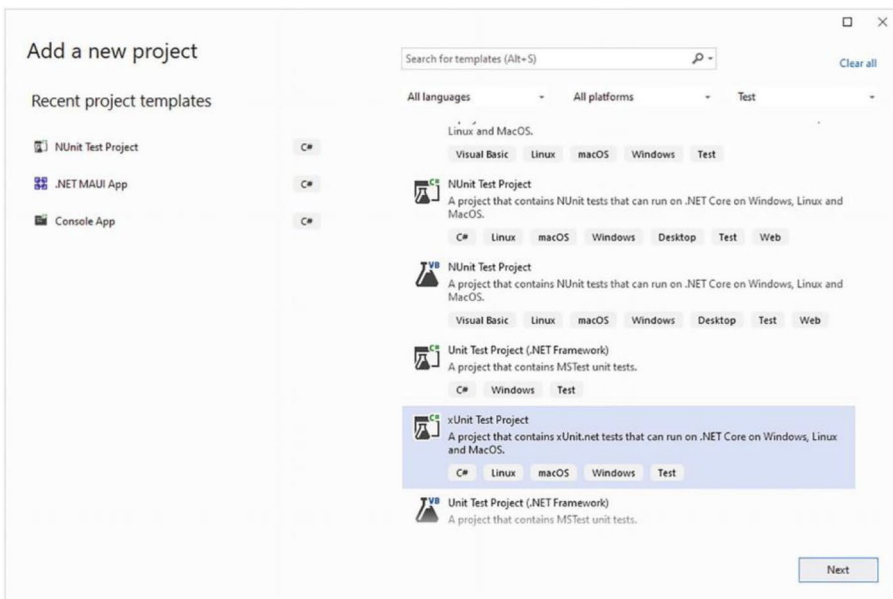 Add a new project
Search for templates (Alt+S)
Clear all
Recent project templates
All languages
All platforms
Test
NUnit Test Project
C#
.NET MAUI App
C#
Console App
C#
Linux and MacOS.
Visual Basic Linux macOS Windows Test
C#
NUnit Test Project
A project that contains NUnit tests that can run on .NET Core on Windows, Linux and
MacOS.
C# Linux macOS Windows Desktop Test Web
VB
NUnit Test Project
A project that contains NUnit tests that can run on .NET Core on Windows, Linux and
MacOS.
Visual Basic Linux macOS Windows Desktop Test Web
C#
Unit Test Project (.NET Framework)
A project that contains MSTest unit tests.
C# Windows Test
C#
xUnit Test Project
A project that contains xUnit.net tests that can run on .NET Core on Windows, Linux
and MacOS.
C# Linux macOS Windows Test
VB
Unit Test Project (.NET Framework)
A project that contains MSTest unit tests.
Next